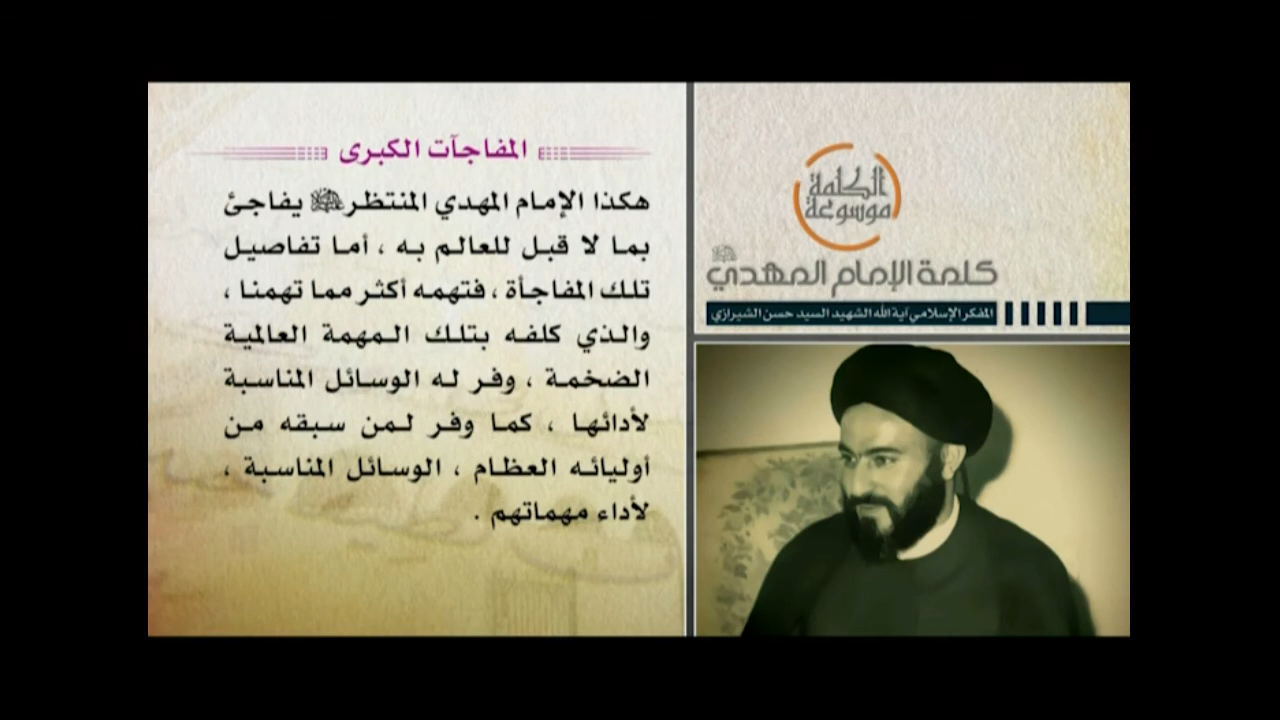 المفاجآت الكبرى
هكذا الإمام المهدي المنتظر يفاجئ
بما لا قبل للعالم به ، أما تفاصيل
تلك المفاجأة ، فتهمه أكثر مما تهمنا ،
والذي كلفه بتلك المهمة العالمية
الضخمة ، وفر له الوسائل المناسبة
لأدائها ، كما وفر لمن سبقه من
أوليائه العظام ، الوسائل المناسبة ،
لأداء مهماتهم .
الكلمة
موسوعة
كلمة الإمام المهدي
المفكر الإسلامي آية الله الشهيد السيد حسن الشيرازي